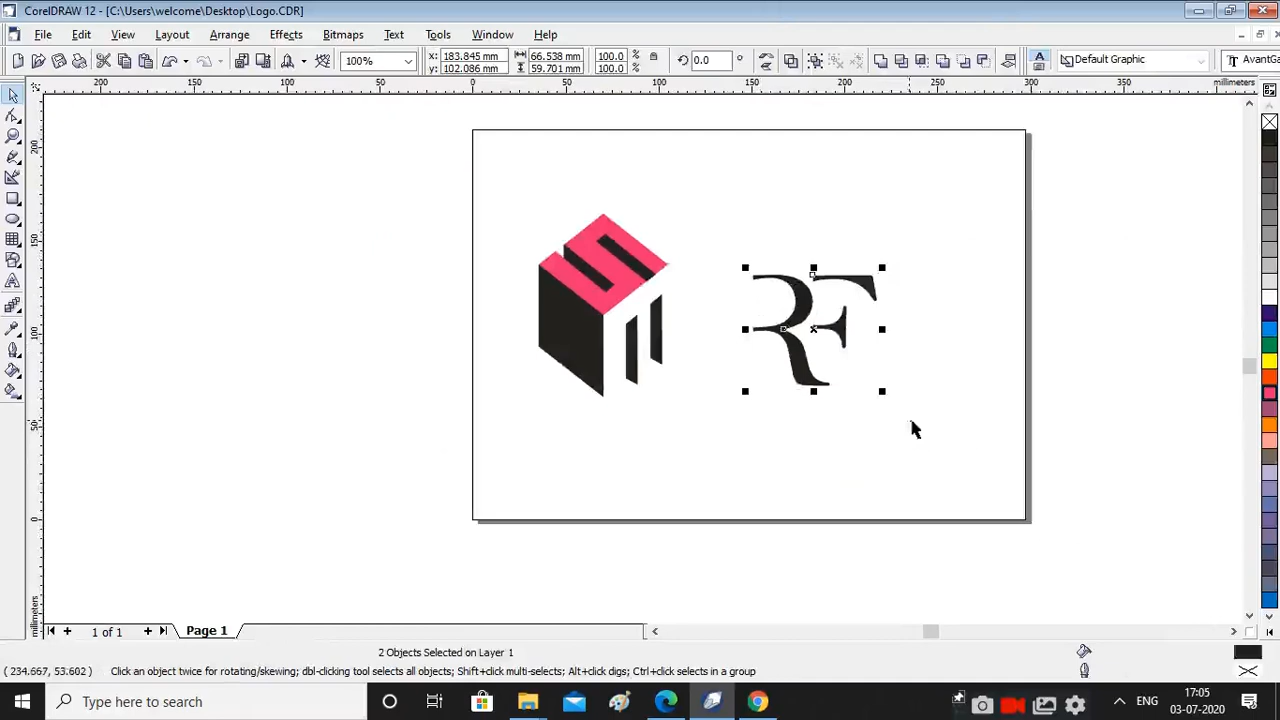 CorelDRAW 12 - [C:\Users\welcome\Desktop\Logo.CDR]
File Edit View Layout Arrange Effects Bitmaps Text Tools Window Help
100% x: 183.845 mm y: 102.086 mm 66.538 mm 59.701 mm 100.0 100.0 % % 0.0 ° Default Graphic AvantGa
200 150 100 50 0 50 100 150 200 250 300 350 millimeters
200
150
100
50
0
millimeters
RF
1 of 1 Page 1
2 Objects Selected on Layer 1
( 234.667, 53.602 ) Click an object twice for rotating/skewing; dbl-clicking tool selects all objects; Shift+click multi-selects; Alt+click digs; Ctrl+click selects in a group
Type here to search
ENG
17:05
03-07-2020